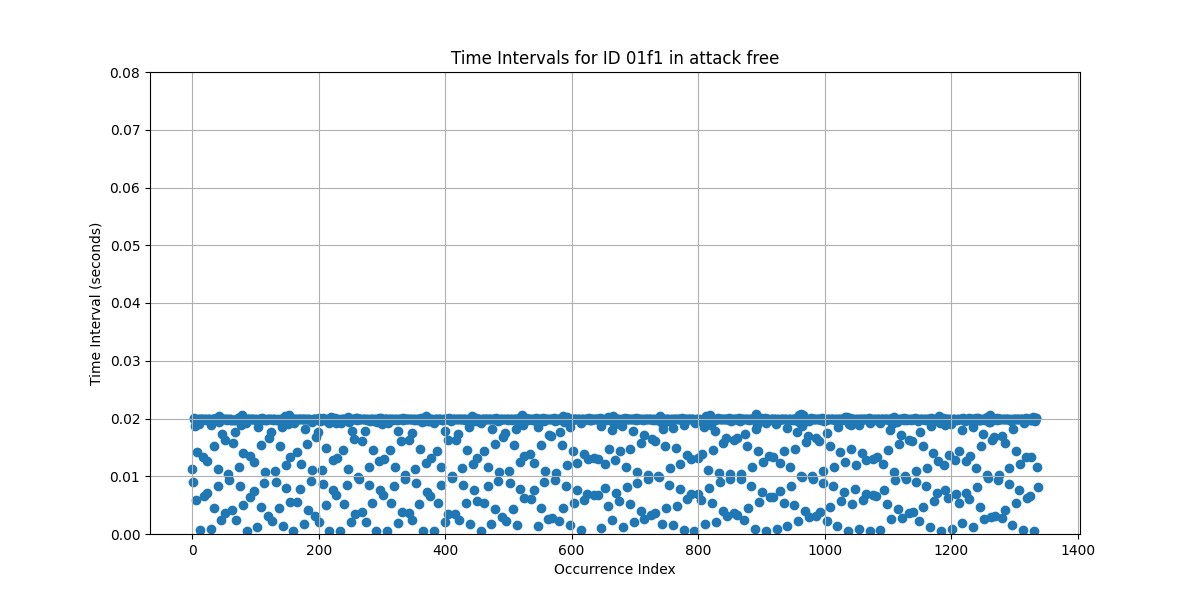 Time Intervals for ID 01f1 in attack free
0.08
0.07
0.06
0.05
0.04
0.03
0.02
0.01
0.00
Time Interval (seconds)
0 200 400 600 800 1000 1200 1400
Occurrence Index